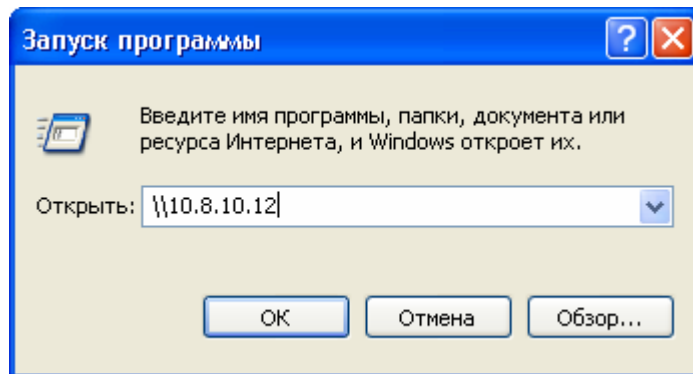 Запуск программы
Введите имя программы, папки, документа или
ресурса Интернета, и Windows откроет их.
Открыть: \\10.8.10.12
ОК Отмена Обзор...